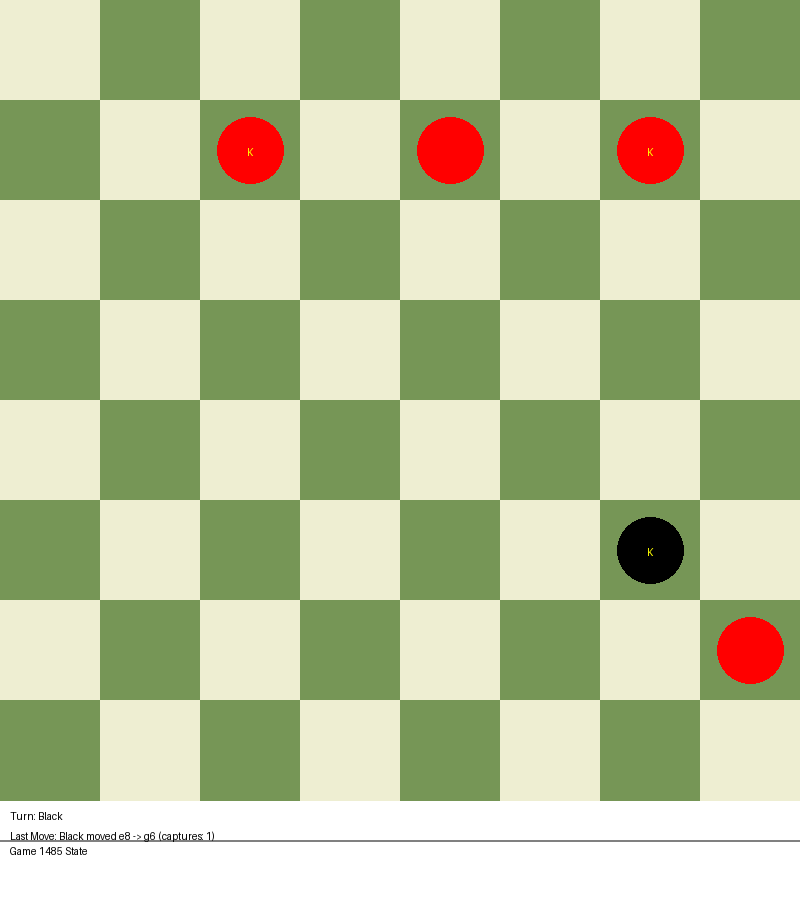 K
K
K
Turn: Black
Last Move: Black moved e8 -> g6 (captures: 1)
Game 1485 State